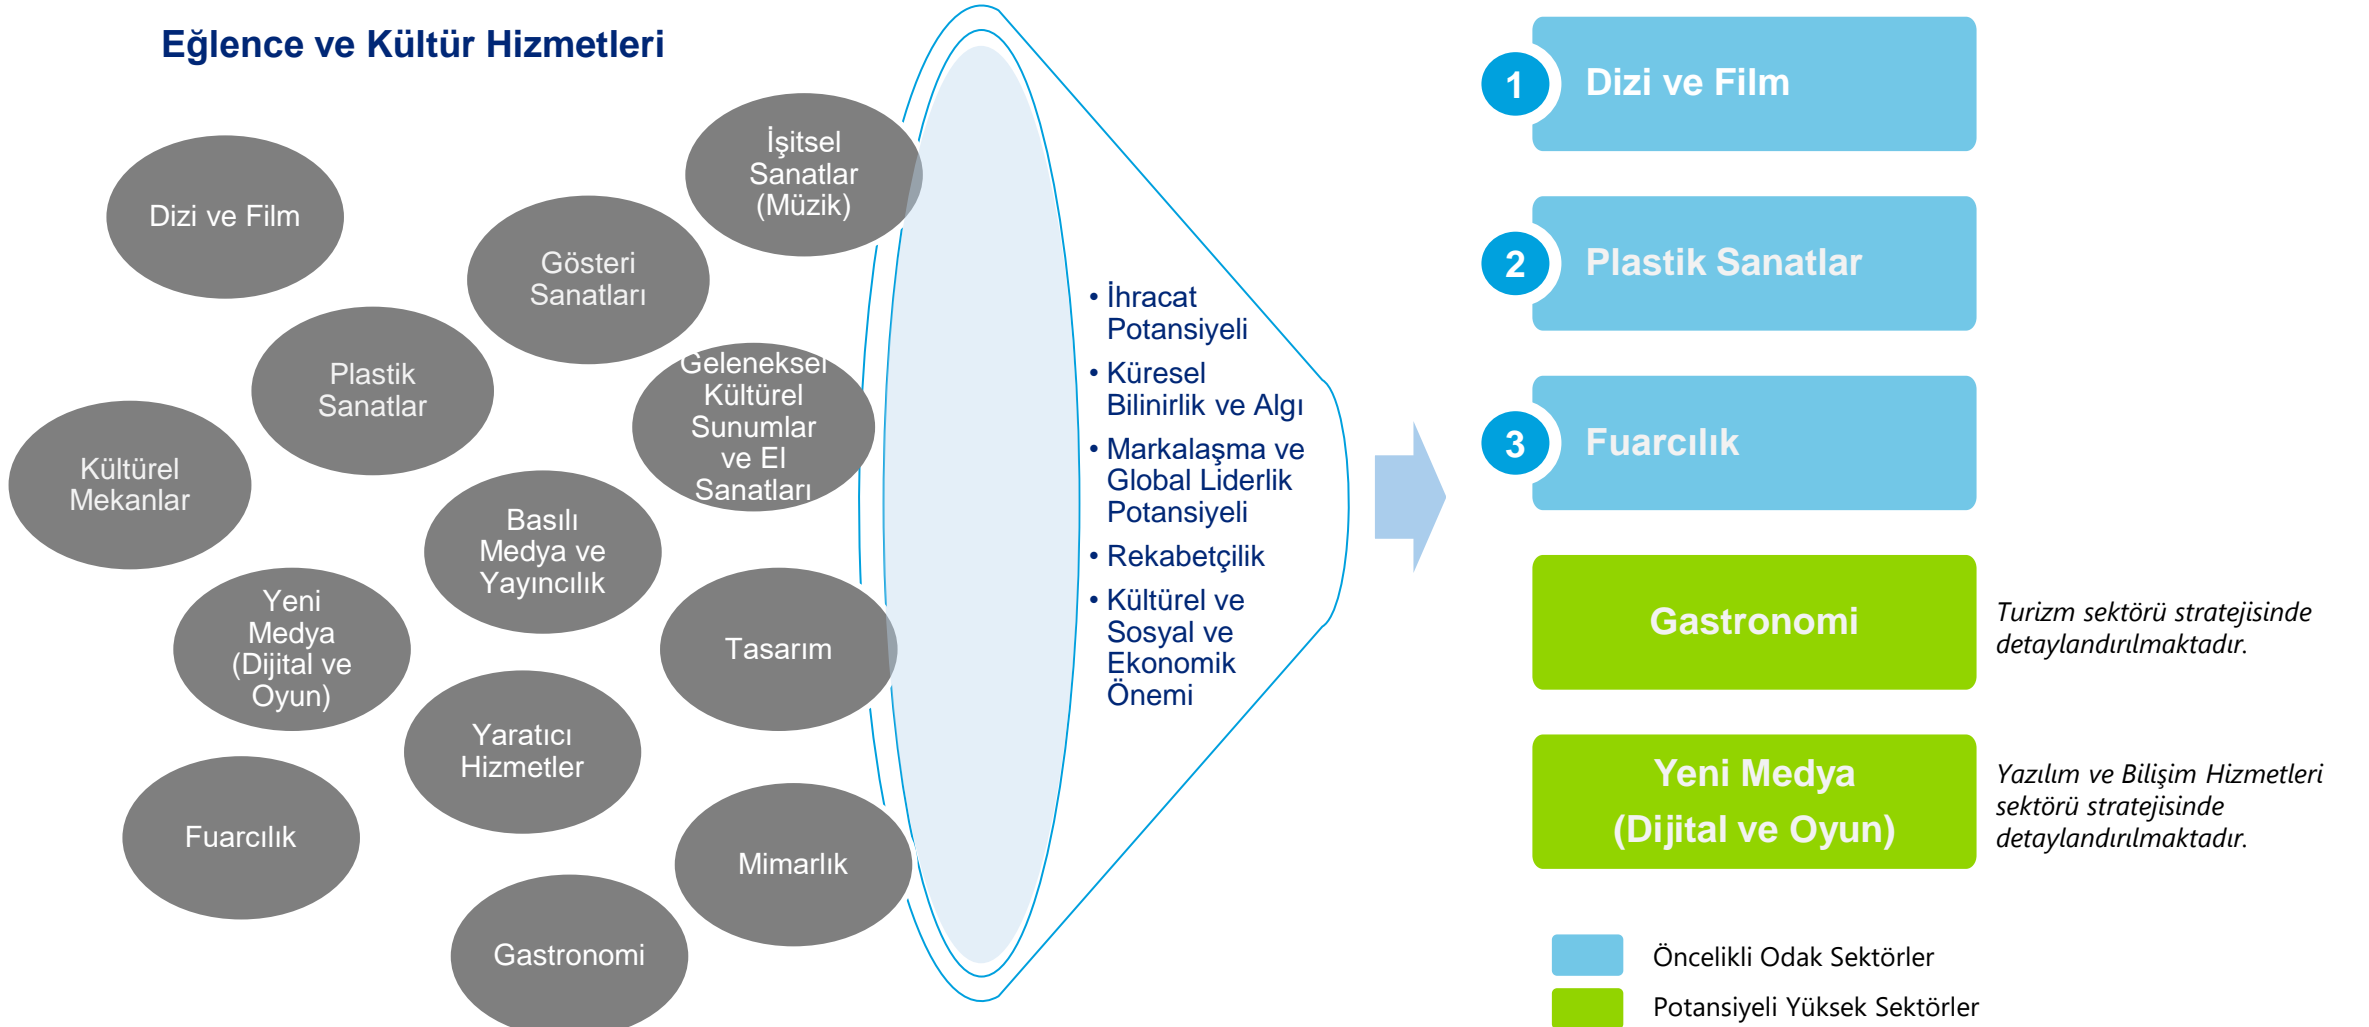 Eğlence ve Kültür Hizmetleri
İşitsel
Sanatlar
(Müzik)
Dizi ve Film
Gösteri
Sanatları
Plastik
Sanatlar
Geleneksel
Kültürel
Sunumlar
ve El
Sanatları
Kültürel
Mekanlar
Basılı
Medya ve
Yayıncılık
Yeni
Medya
(Dijital ve
Oyun)
Tasarım
Yaratıcı
Hizmetler
Fuarcılık
Mimarlık
Gastronomi
• İhracat
Potansiyeli
• Küresel
Bilinirlik ve Algı
• Markalaşma ve
Global Liderlik
Potansiyeli
• Rekabetçilik
• Kültürel ve
Sosyal ve
Ekonomik
Önemi
1 Dizi ve Film
2 Plastik Sanatlar
3 Fuarcılık
Gastronomi
Turizm sektörü stratejisinde
detaylandırılmaktadır.
Yeni Medya
(Dijital ve Oyun)
Yazılım ve Bilişim Hizmetleri
sektörü stratejisinde
detaylandırılmaktadır.
Öncelikli Odak Sektörler
Potansiyeli Yüksek Sektörler